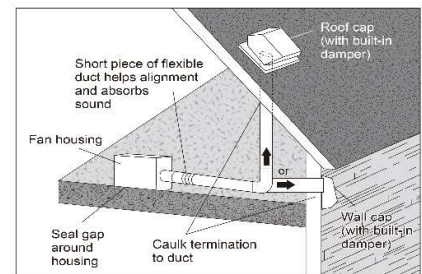 Roof cap
(with built-in
damper)
Short piece of flexible
duct helps alignment
and absorbs
sound
Fan housing
or
Wall cap
(with built-in
damper)
Seal gap
around
housing
Caulk termination
to duct